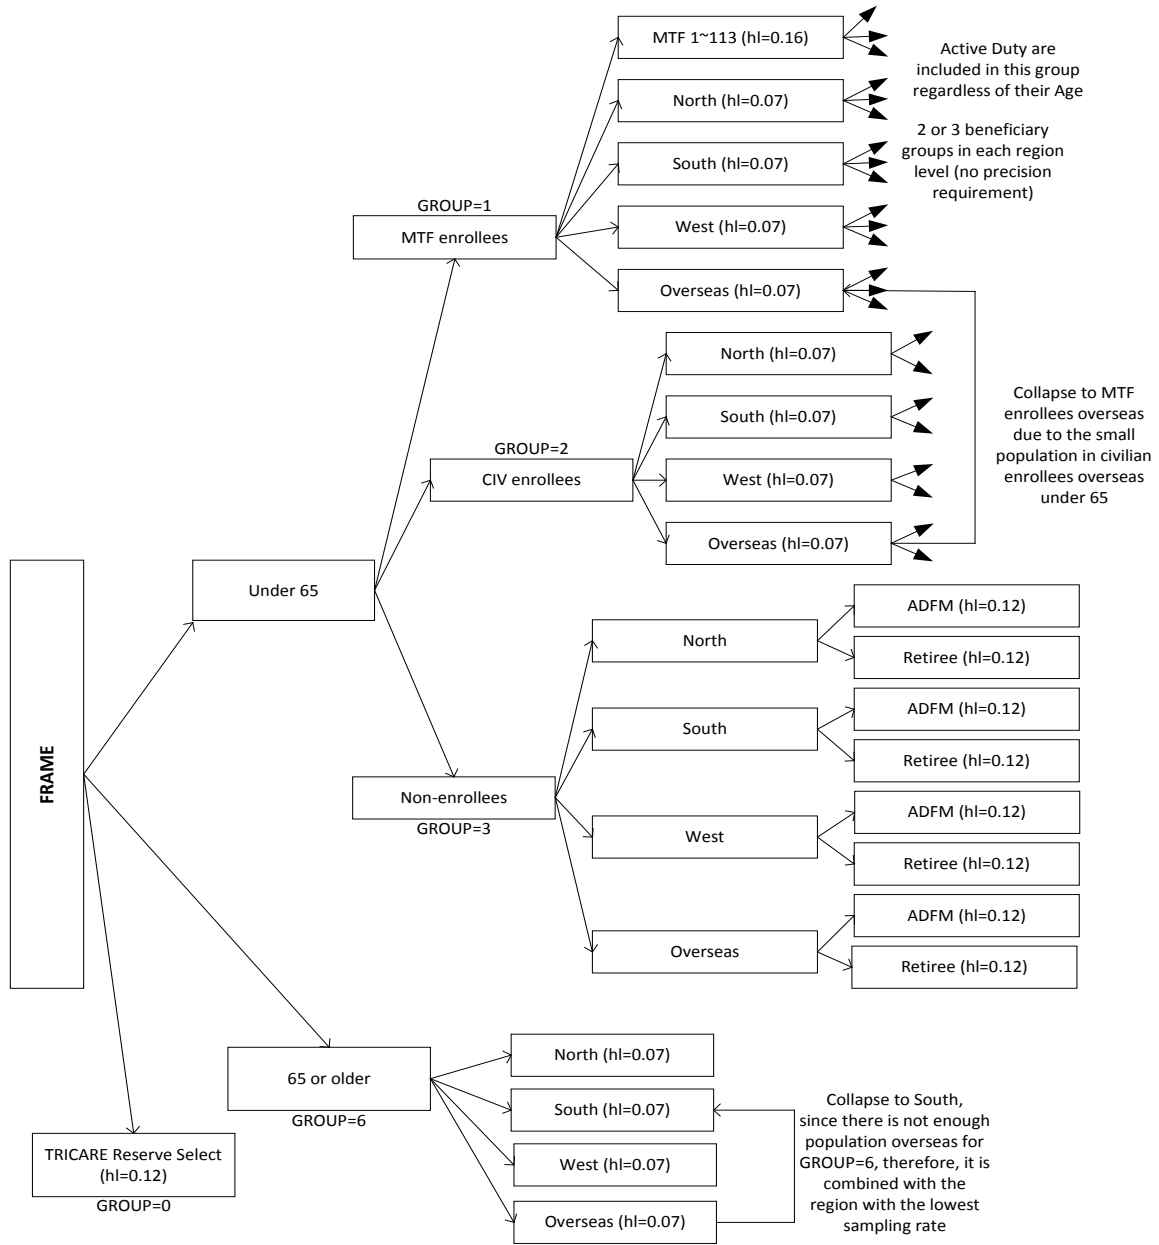 MTF 1~113 (hl=0.16)
North (hl=0.07)
South (hl=0.07)
West (hl=0.07)
Overseas (hl=0.07)
Active Duty are
included in this group
regardless of their Age
2 or 3 beneficiary
groups in each region
level (no precision
requirement)
GROUP=1
MTF enrollees
North (hl=0.07)
South (hl=0.07)
West (hl=0.07)
Overseas (hl=0.07)
GROUP=2
CIV enrollees
Collapse to MTF
enrollees overseas
due to the small
population in civilian
enrollees overseas
under 65
FRAME
Under 65
Non-enrollees
GROUP=3
North
ADFM (hl=0.12)
Retiree (hl=0.12)
South
ADFM (hl=0.12)
Retiree (hl=0.12)
West
ADFM (hl=0.12)
Retiree (hl=0.12)
Overseas
ADFM (hl=0.12)
Retiree (hl=0.12)
65 or older
GROUP=6
North (hl=0.07)
South (hl=0.07)
West (hl=0.07)
Overseas (hl=0.07)
Collapse to South,
since there is not enough
population overseas for
GROUP=6, therefore, it is
combined with the
region with the lowest
sampling rate
TRICARE Reserve Select
(hl=0.12)
GROUP=0